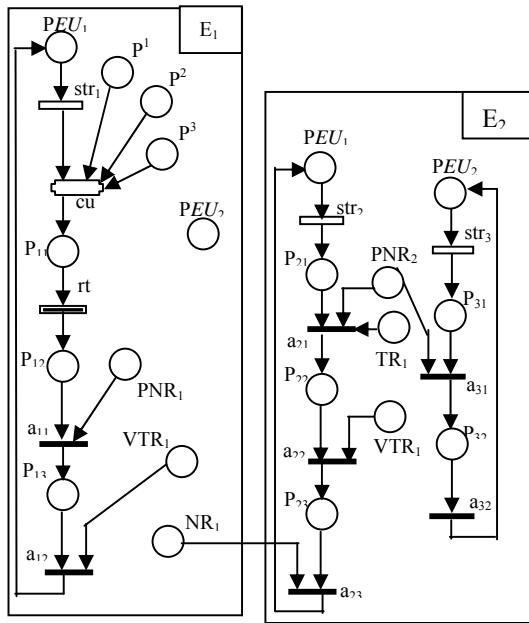 PEU₁
E₁
str₁
P¹
P²
P³
cu
PEU₂
P₁₁
rt
P₁₂
PNR₁
a₁₁
VTR₁
P₁₃
NR₁
a₁₂
E₂
PEU₁
PEU₂
str₂
str₃
P₂₁
PNR₂
P₃₁
a₂₁
TR₁
a₃₁
P₂₂
VTR₁
P₃₂
a₂₂
P₂₃
a₃₂
a₂₃